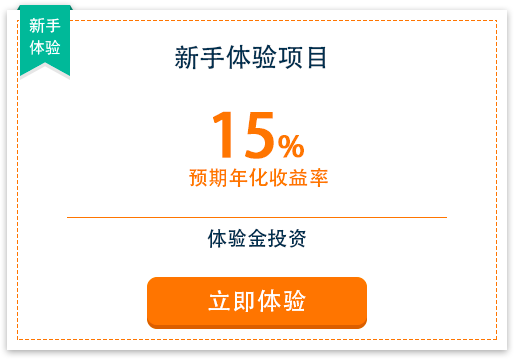 新手
体验
新手体验项目
15%
预期年化收益率
体验金投资
立即体验